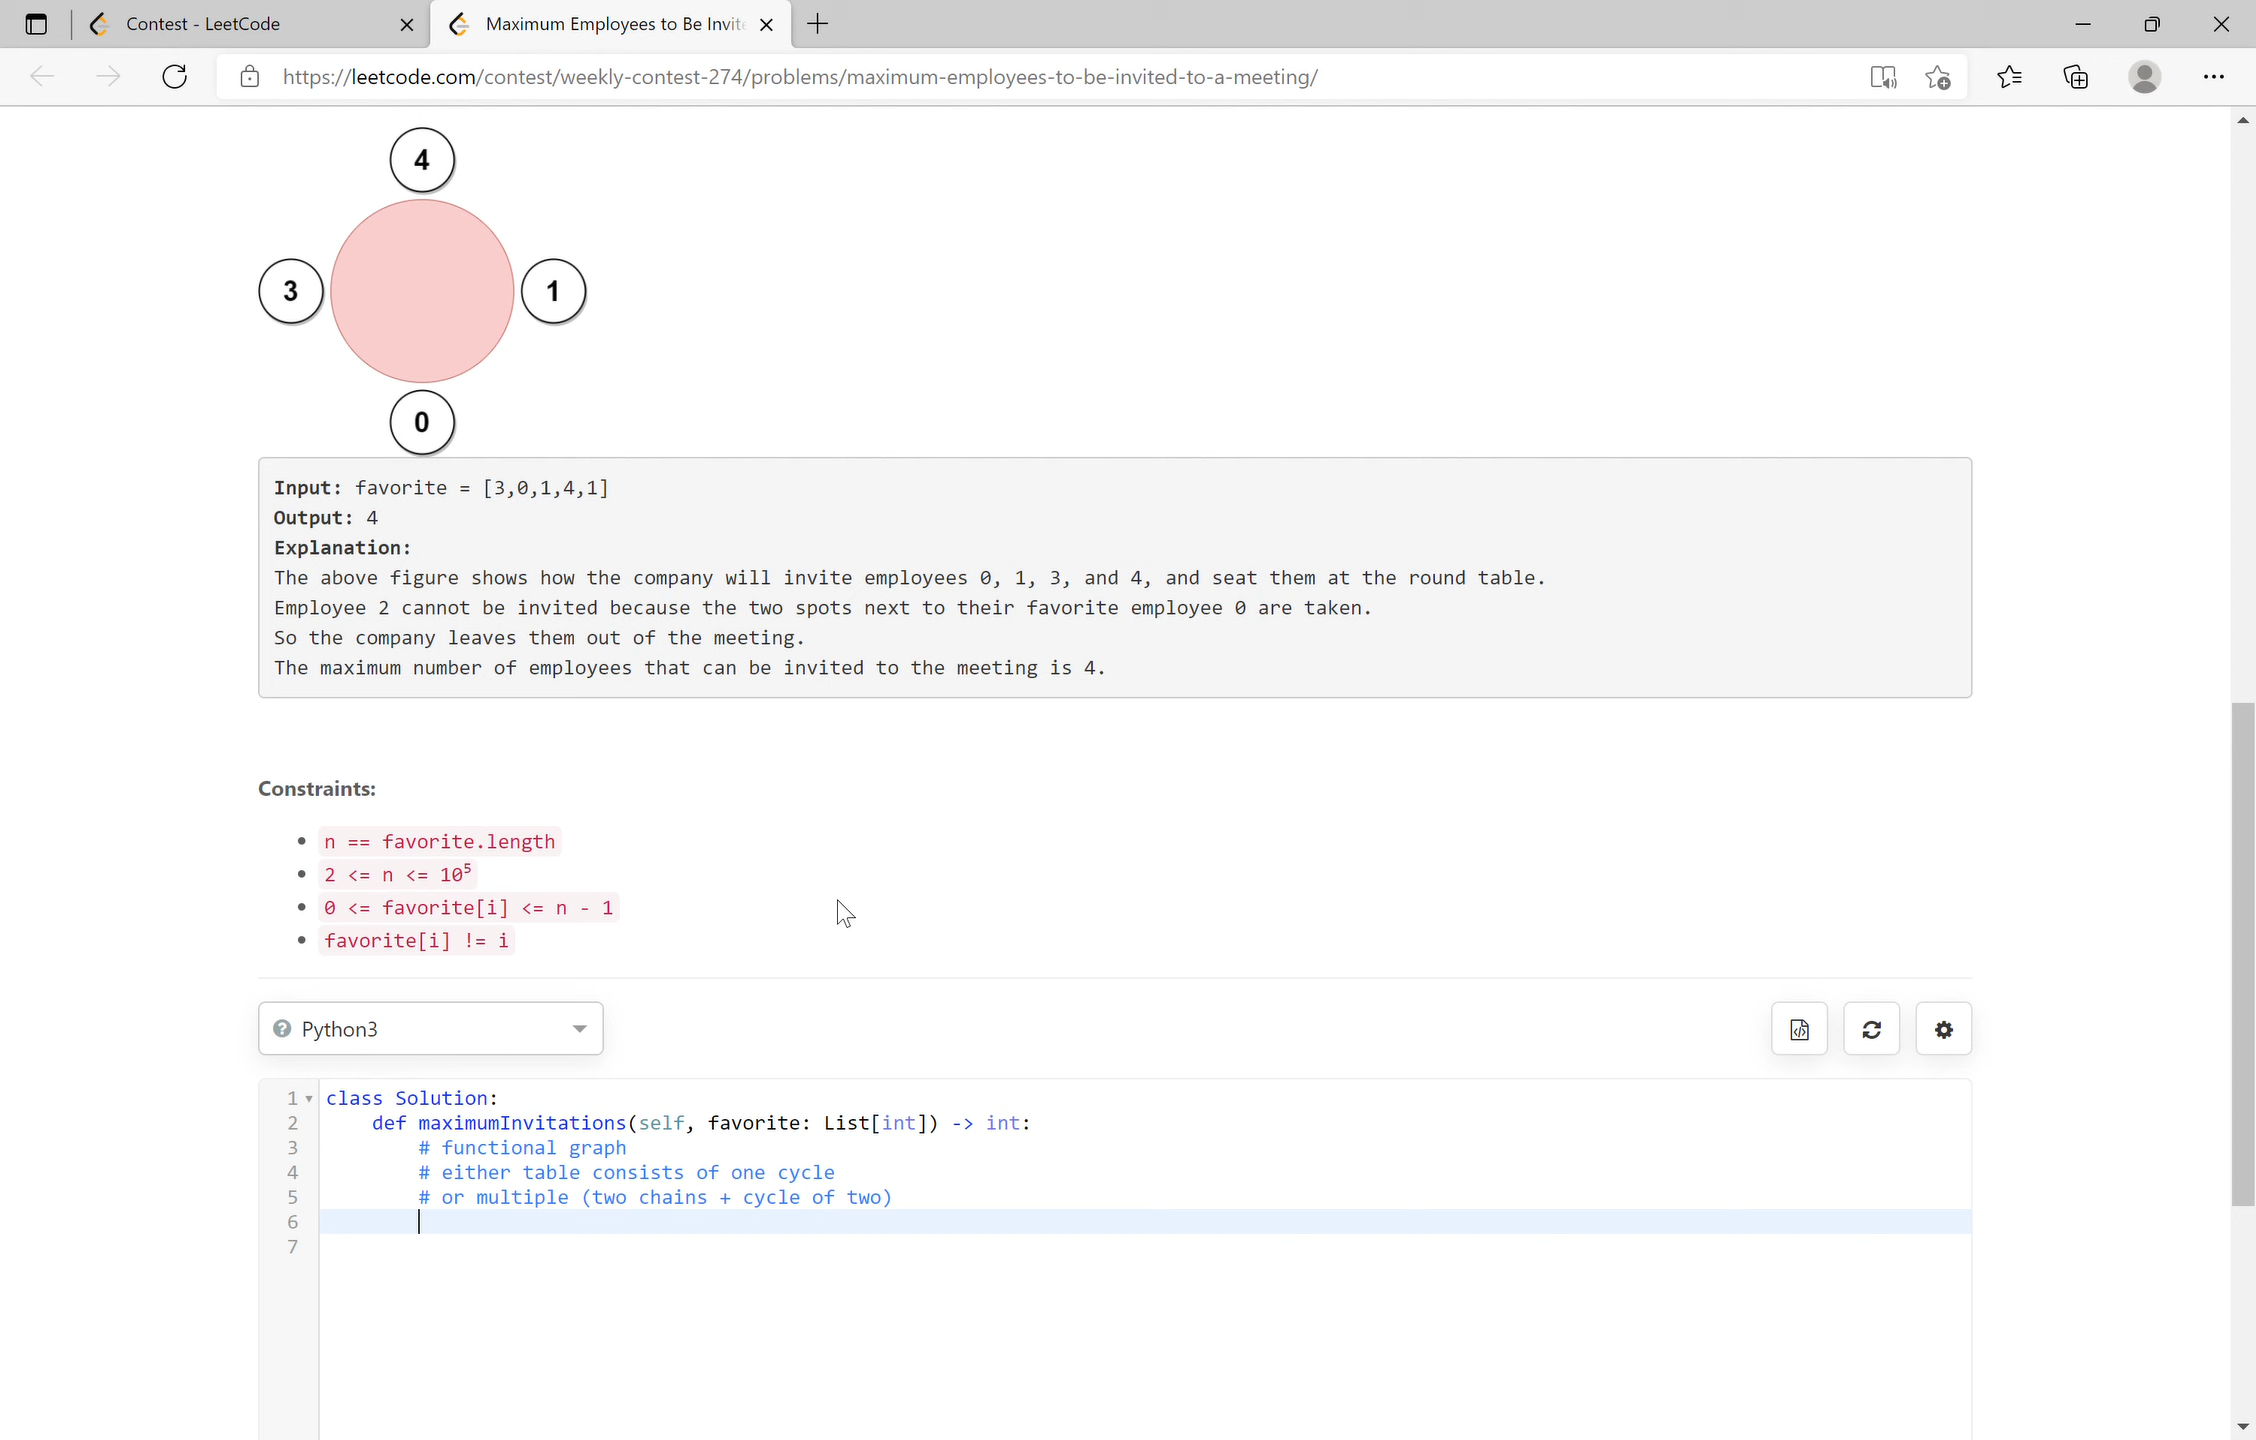 Contest - LeetCode
Maximum Employees to Be Invite
https://leetcode.com/contest/weekly-contest-274/problems/maximum-employees-to-be-invited-to-a-meeting/
4
3
1
0
Input: favorite = [3,0,1,4,1]
Output: 4
Explanation:
The above figure shows how the company will invite employees 0, 1, 3, and 4, and seat them at the round table.
Employee 2 cannot be invited because the two spots next to their favorite employee 0 are taken.
So the company leaves them out of the meeting.
The maximum number of employees that can be invited to the meeting is 4.
Constraints:
n == favorite.length
2 <= n <= 10⁵
0 <= favorite[i] <= n - 1
favorite[i] != i
Python3
1 class Solution:
2 def maximumInvitations(self, favorite: List[int]) -> int:
3 # functional graph
4 # either table consists of one cycle
5 # or multiple (two chains + cycle of two)
6
7